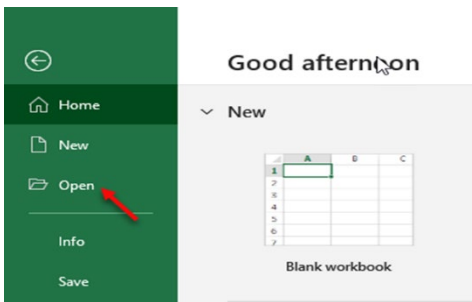 Good afternoon
Home
New
New
Open
A B C
1
2
3
4
5
6
7
Blank workbook
Info
Save